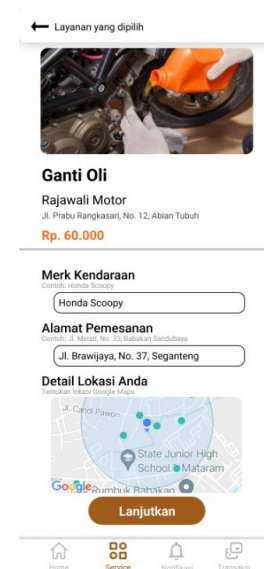 Layanan yang dipilih
Ganti Oli
Rajawali Motor
Jl. Prabu Rangkasari, No. 12, Abian Tubuh
Rp. 60.000
Merk Kendaraan
Contoh: Honda Scoopy
Honda Scoopy
Alamat Pemesanan
Contoh: Jl. Melati, No. 33, Babakan Sandubaya
Jl. Brawijaya, No. 37, Seganteng
Detail Lokasi Anda
Tentukan lokasi Google Maps
Jl. Candi Pawon
State Junior High
School Mataram
Google
Rumbuk Babakan
Lanjutkan
Home Service Notifikasi Transaksi